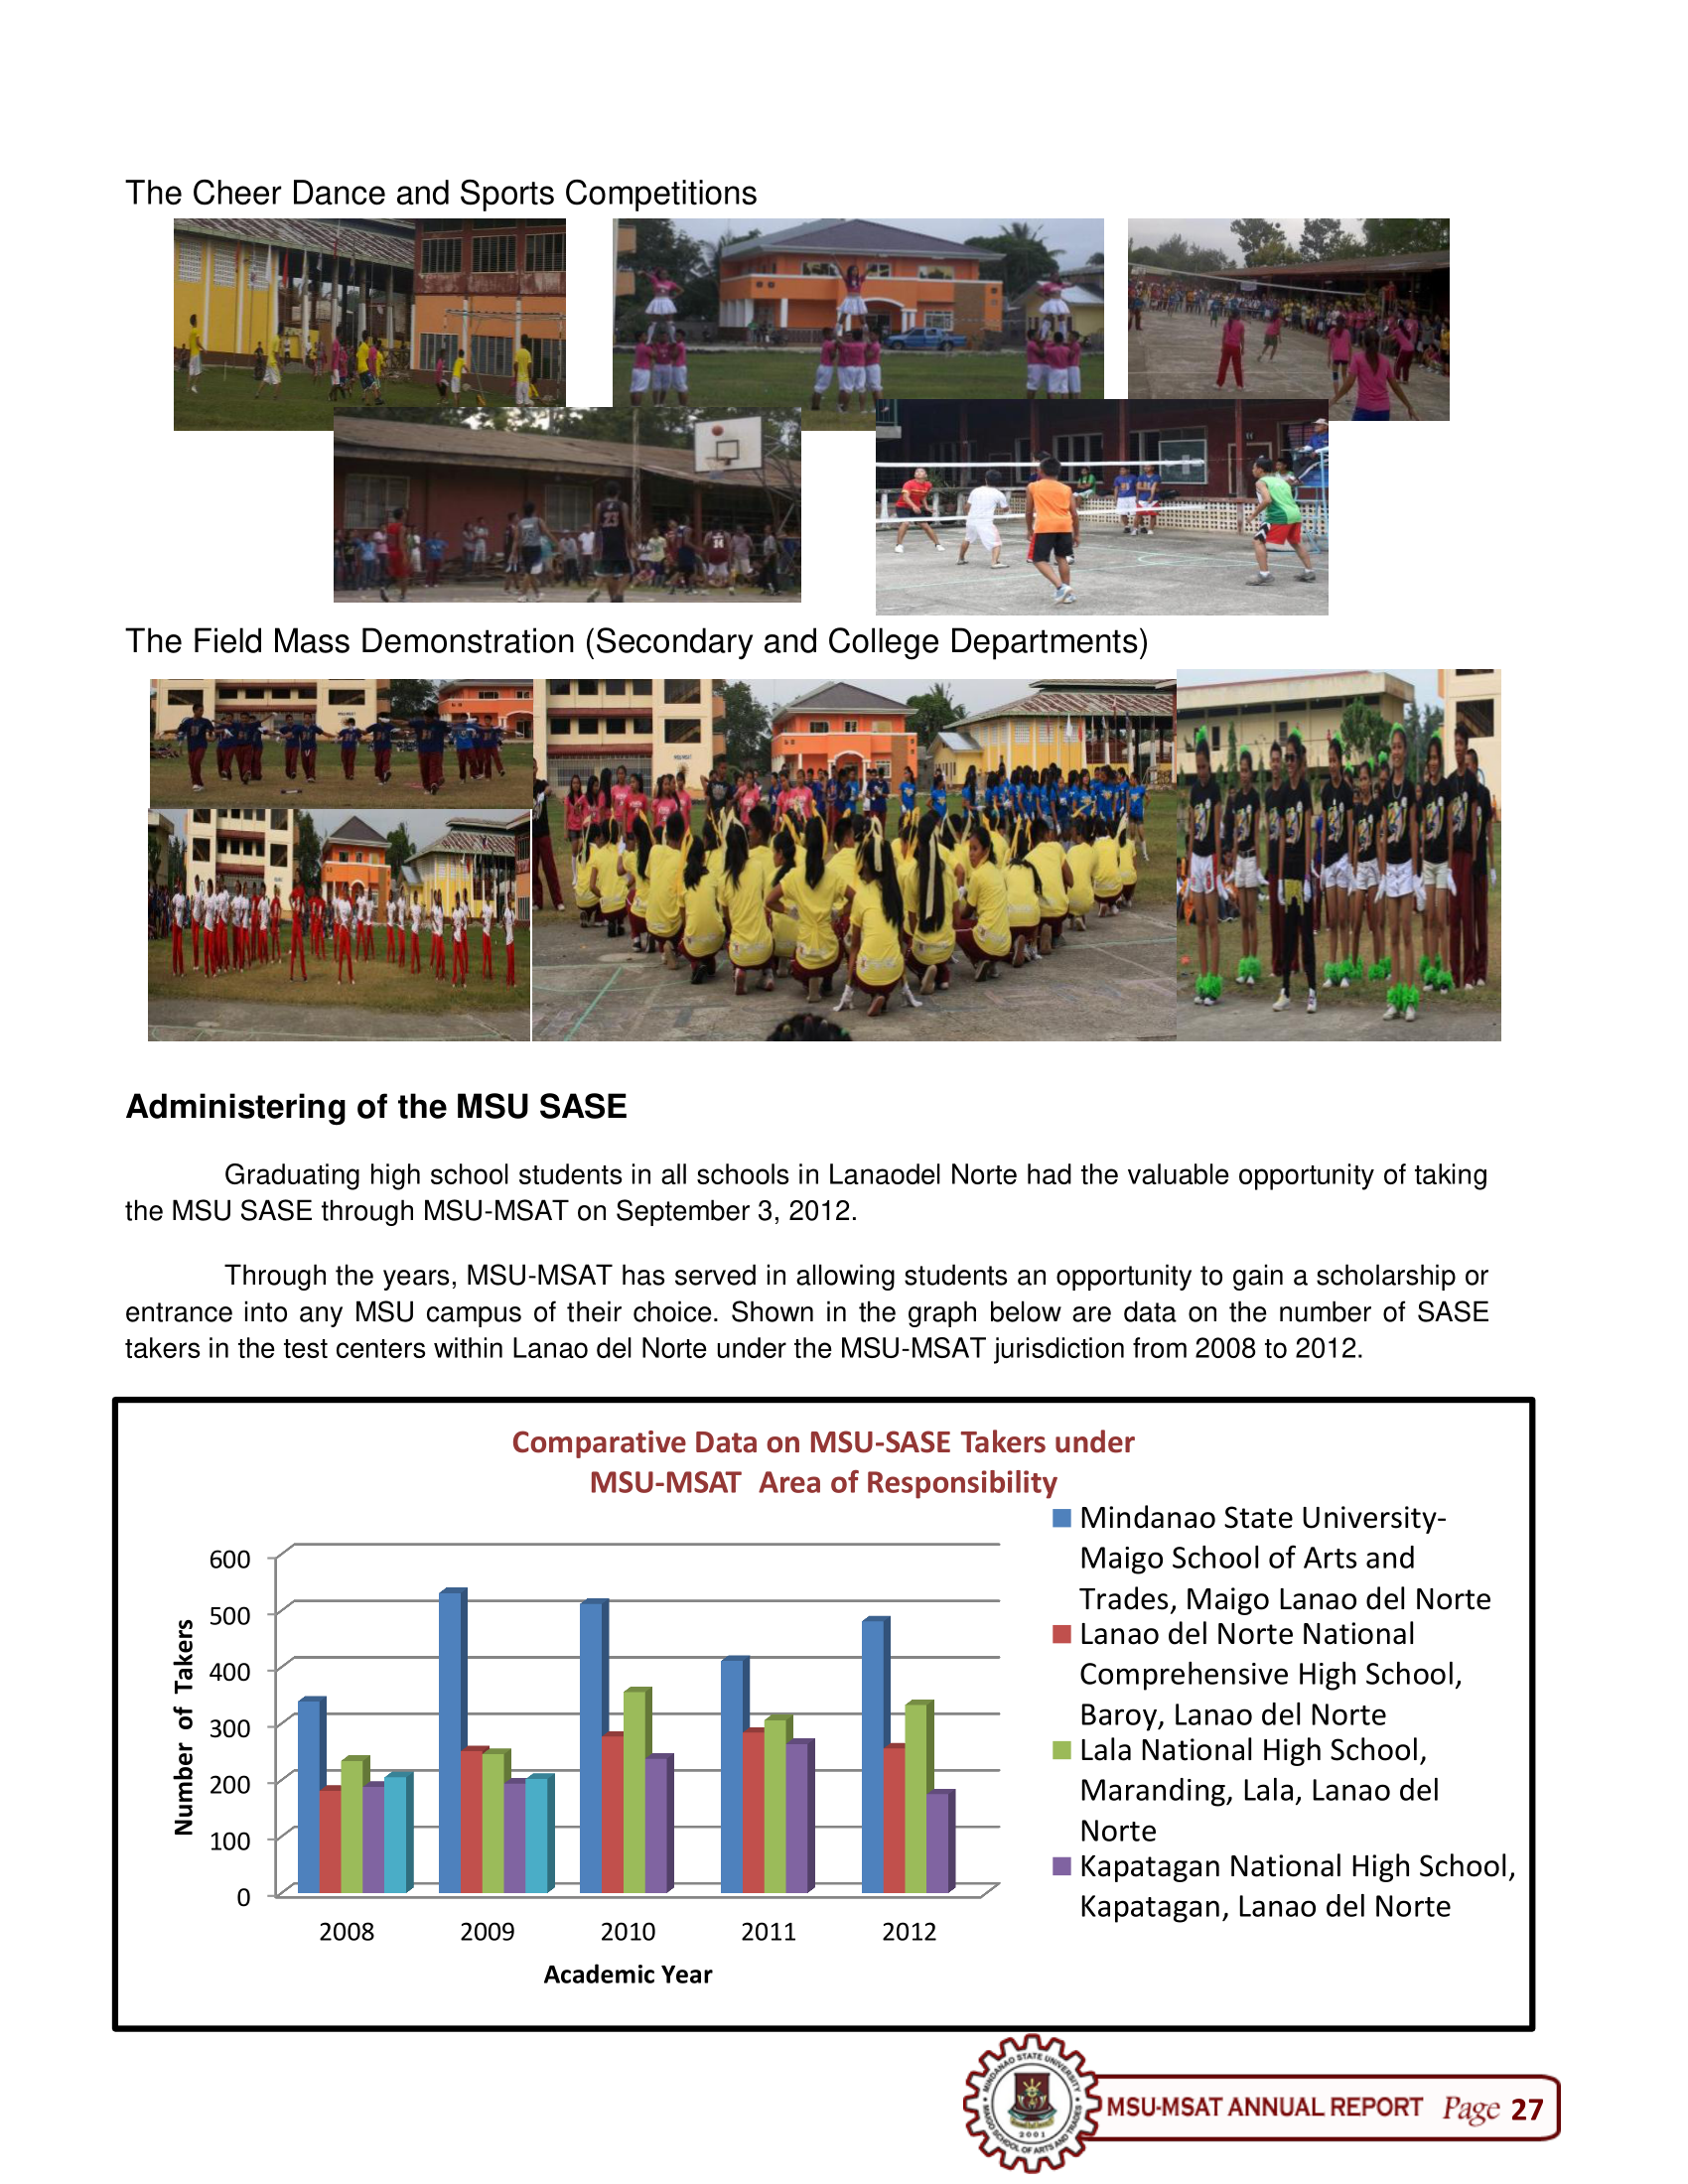 The Cheer Dance and Sports Competitions
The Field Mass Demonstration (Secondary and College Departments)
Administering of the MSU SASE
Graduating high school students in all schools in Lanaodel Norte had the valuable opportunity of taking
the MSU SASE through MSU-MSAT on September 3, 2012.
Through the years, MSU-MSAT has served in allowing students an opportunity to gain a scholarship or
entrance into any MSU campus of their choice. Shown in the graph below are data on the number of SASE
takers in the test centers within Lanao del Norte under the MSU-MSAT jurisdiction from 2008 to 2012.
Comparative Data on MSU-SASE Takers under
MSU-MSAT Area of Responsibility
Number of Takers
600
500
400
300
200
100
0
2008 2009 2010 2011 2012
Academic Year
Mindanao State University-
Maigo School of Arts and
Trades, Maigo Lanao del Norte
Lanao del Norte National
Comprehensive High School,
Baroy, Lanao del Norte
Lala National High School,
Maranding, Lala, Lanao del
Norte
Kapatagan National High School,
Kapatagan, Lanao del Norte
MINDANAO STATE UNIVERSITY
MAIGO SCHOOL OF ARTS AND TRADES
2001
MSU-MSAT ANNUAL REPORT Page 27